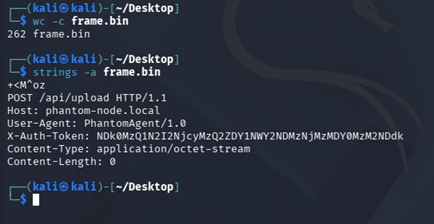 ┌──(kali㉿kali)-[~/Desktop]
└─$ wc -c frame.bin
262 frame.bin
┌──(kali㉿kali)-[~/Desktop]
└─$ strings -a frame.bin
+<M^oz
POST /api/upload HTTP/1.1
Host: phantom-node.local
User-Agent: PhantomAgent/1.0
X-Auth-Token: NDk0MzQ1N2I2NjcyMzQ2ZDY1NWY2NDMzNjMzMDY0MzM2NDdk
Content-Type: application/octet-stream
Content-Length: 0
┌──(kali㉿kali)-[~/Desktop]
└─$